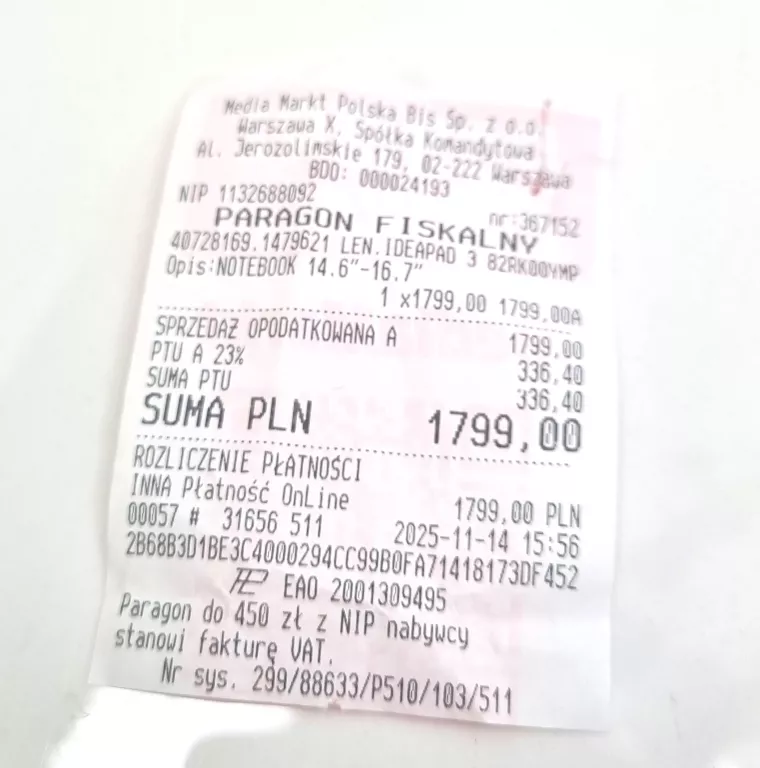 Media Markt Polska Bis Sp. z o.o.
Warszawa X, Spółka Komandytowa
Al. Jerozolimskie 179, 02-222 Warszawa
BDO: 000024193
NIP 1132688092 nr:367152
PARAGON FISKALNY
40728169.1479621 LEN.IDEAPAD 3 82RK00YMP
Opis:NOTEBOOK 14.6"-16.7"
1 x1799,00 1799,00A
SPRZEDAŻ OPODATKOWANA A 1799,00
PTU A 23% 336,40
SUMA PTU 336,40
SUMA PLN 1799,00
ROZLICZENIE PŁATNOŚCI
INNA Płatność OnLine 1799,00 PLN
00057 # 31656 511 2025-11-14 15:56
2B68B3D1BE3C4000294CC99B0FA71418173DF452
EAO 2001309495
Paragon do 450 zł z NIP nabywcy
stanowi fakturę VAT.
Nr sys. 299/88633/P510/103/511